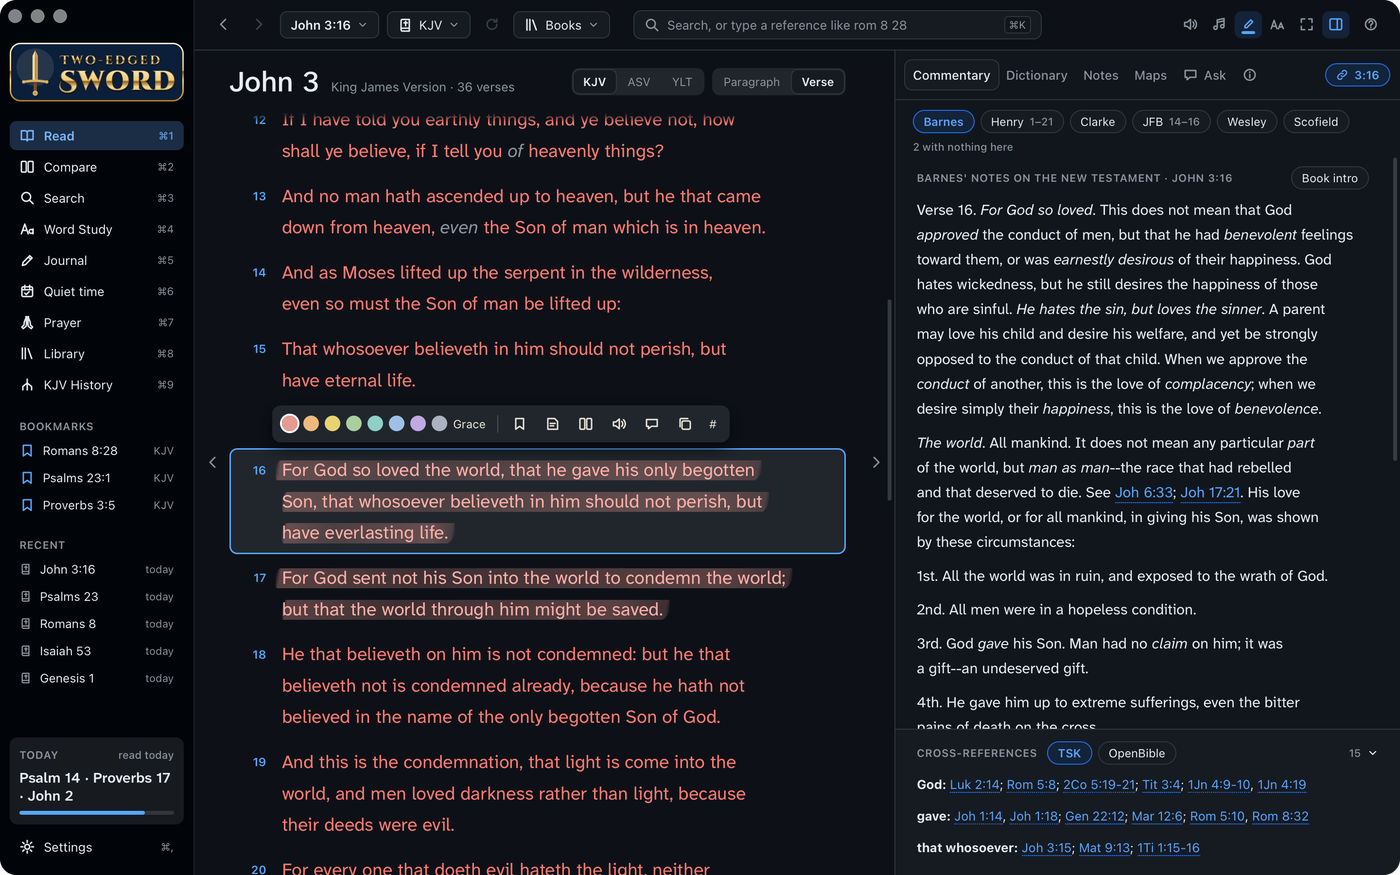 John 3:16
KJV
Books
Search, or type a reference like rom 8 28
⌘K
TWO-EDGED
SWORD
Read ⌘1
Compare ⌘2
Search ⌘3
Word Study ⌘4
Journal ⌘5
Quiet time ⌘6
Prayer ⌘7
Library ⌘8
KJV History ⌘9
BOOKMARKS
Romans 8:28 KJV
Psalms 23:1 KJV
Proverbs 3:5 KJV
RECENT
John 3:16 today
Psalms 23 today
Romans 8 today
Isaiah 53 today
Genesis 1 today
TODAY read today
Psalm 14 · Proverbs 17
· John 2
Settings ⌘,
John 3 King James Version · 36 verses
KJV ASV YLT
Paragraph Verse
12 If I have told you earthly things, and ye believe not, how
shall ye believe, if I tell you of heavenly things?
13 And no man hath ascended up to heaven, but he that came
down from heaven, even the Son of man which is in heaven.
14 And as Moses lifted up the serpent in the wilderness,
even so must the Son of man be lifted up:
15 That whosoever believeth in him should not perish, but
have eternal life.
Grace #
16 For God so loved the world, that he gave his only begotten
Son, that whosoever believeth in him should not perish, but
have everlasting life.
17 For God sent not his Son into the world to condemn the world;
but that the world through him might be saved.
18 He that believeth on him is not condemned: but he that
believeth not is condemned already, because he hath not
believed in the name of the only begotten Son of God.
19 And this is the condemnation, that light is come into the
world, and men loved darkness rather than light, because
their deeds were evil.
20 For every one that doeth evil hateth the light, neither
AA
Commentary Dictionary Notes Maps Ask 3:16
Barnes Henry 1–21 Clarke JFB 14–16 Wesley Scofield
2 with nothing here
BARNES' NOTES ON THE NEW TESTAMENT · JOHN 3:16 Book intro
Verse 16. For God so loved. This does not mean that God
approved the conduct of men, but that he had benevolent feelings
toward them, or was earnestly desirous of their happiness. God
hates wickedness, but he still desires the happiness of those
who are sinful. He hates the sin, but loves the sinner. A parent
may love his child and desire his welfare, and yet be strongly
opposed to the conduct of that child. When we approve the
conduct of another, this is the love of complacency; when we
desire simply their happiness, this is the love of benevolence.
The world. All mankind. It does not mean any particular part
of the world, but man as man--the race that had rebelled
and that deserved to die. See Joh 6:33; Joh 17:21. His love
for the world, or for all mankind, in giving his Son, was shown
by these circumstances:
1st. All the world was in ruin, and exposed to the wrath of God.
2nd. All men were in a hopeless condition.
3rd. God gave his Son. Man had no claim on him; it was
a gift--an undeserved gift.
4th. He gave him up to extreme sufferings, even the bitter
pains of death on the cross.
CROSS-REFERENCES TSK OpenBible 15
God: Luk 2:14; Rom 5:8; 2Co 5:19-21; Tit 3:4; 1Jn 4:9-10, 1Jn 4:19
gave: Joh 1:14, Joh 1:18; Gen 22:12; Mar 12:6; Rom 5:10, Rom 8:32
that whosoever: Joh 3:15; Mat 9:13; 1Ti 1:15-16